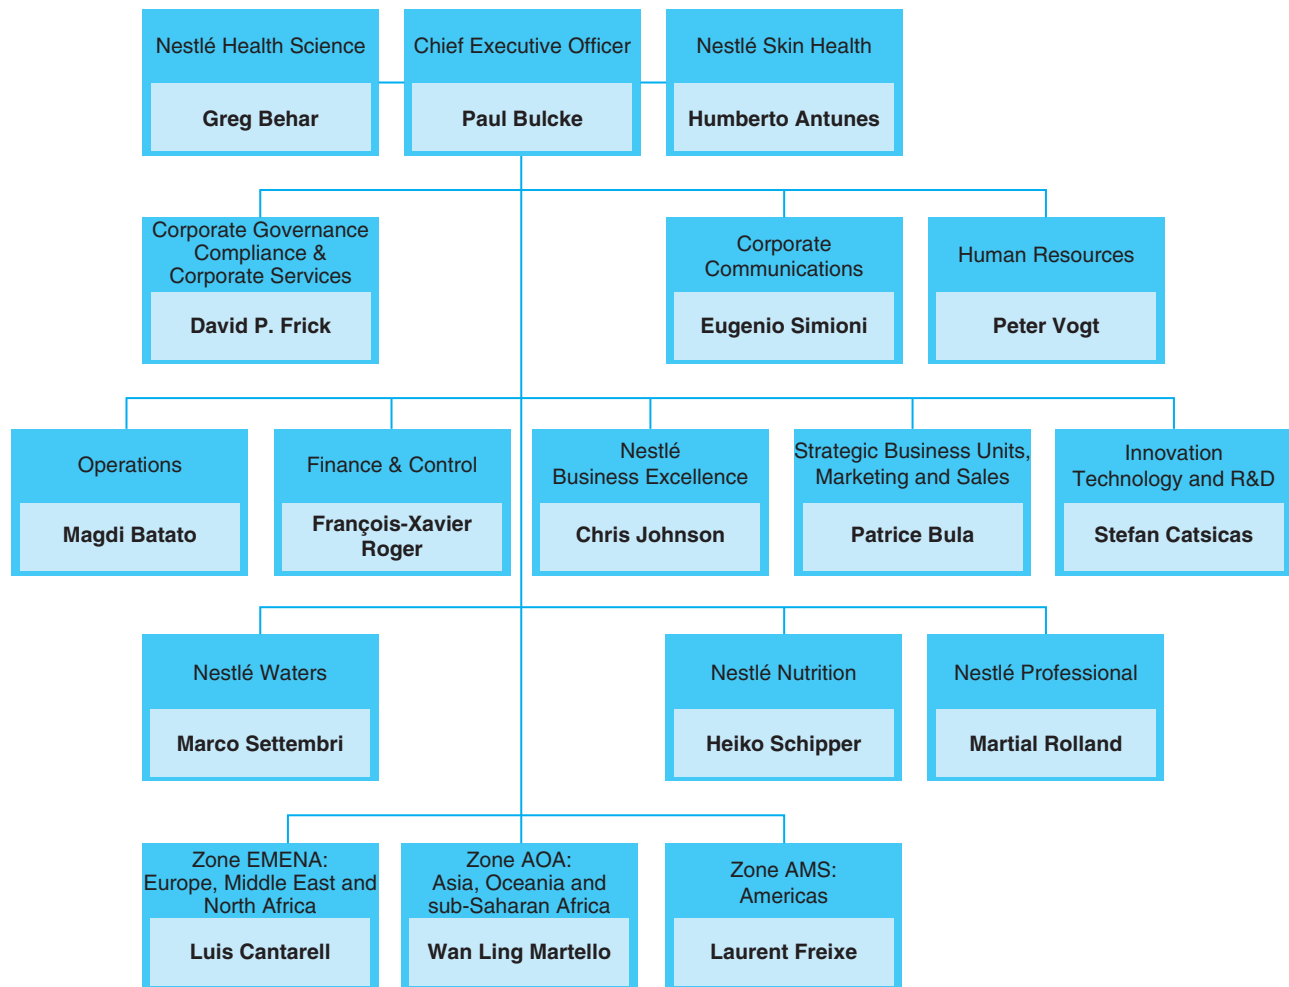 Nestlé Health Science
Greg Behar
Chief Executive Officer
Paul Bulcke
Nestlé Skin Health
Humberto Antunes
Corporate Governance
Compliance &
Corporate Services
David P. Frick
Corporate
Communications
Eugenio Simioni
Human Resources
Peter Vogt
Operations
Magdi Batato
Finance & Control
François-Xavier
Roger
Nestlé
Business Excellence
Chris Johnson
Strategic Business Units,
Marketing and Sales
Patrice Bula
Innovation
Technology and R&D
Stefan Catsicas
Nestlé Waters
Marco Settembri
Nestlé Nutrition
Heiko Schipper
Nestlé Professional
Martial Rolland
Zone EMENA:
Europe, Middle East and
North Africa
Luis Cantarell
Zone AOA:
Asia, Oceania and
sub-Saharan Africa
Wan Ling Martello
Zone AMS:
Americas
Laurent Freixe